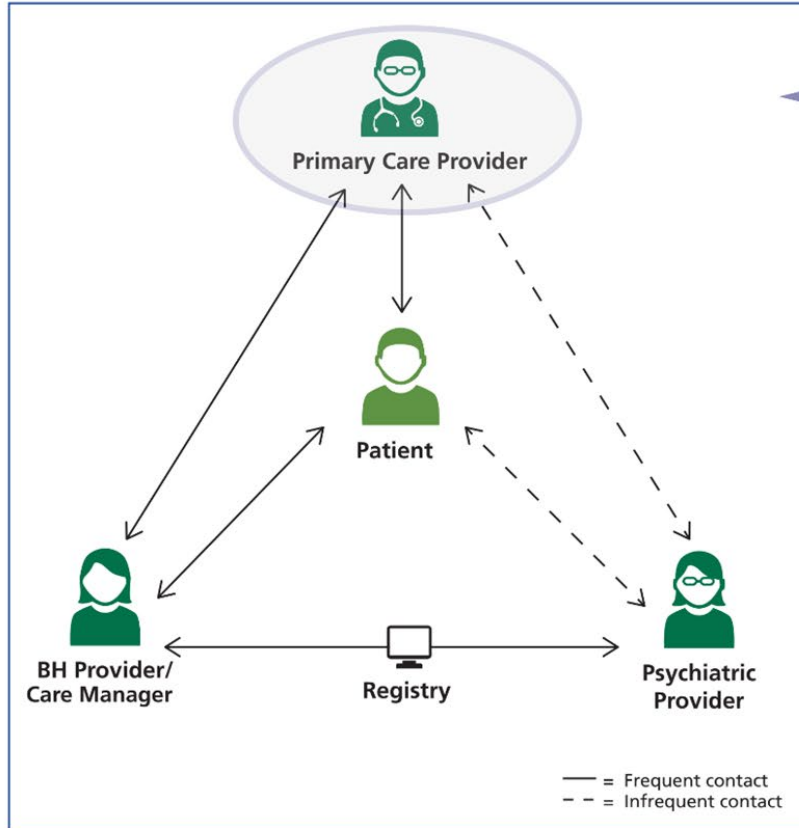 Primary Care Provider
Patient
BH Provider/
Care Manager
Registry
Psychiatric
Provider
= Frequent contact
= Infrequent contact